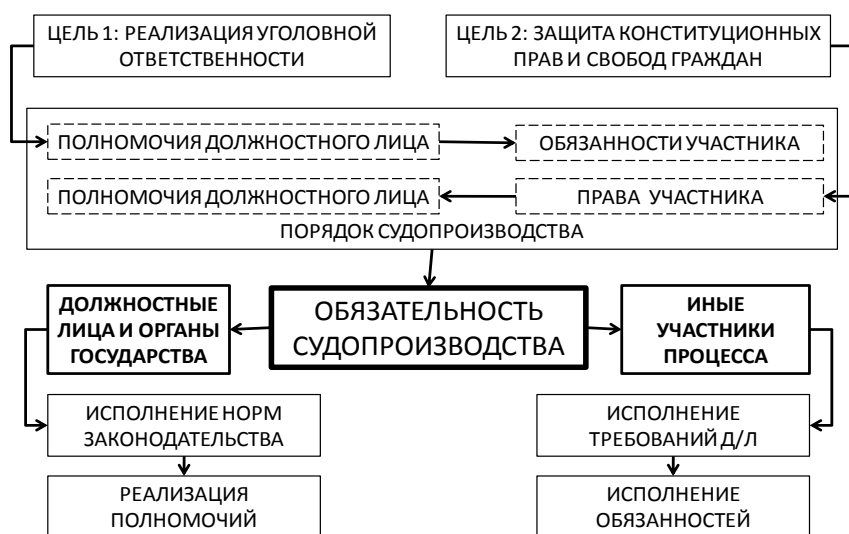 ЦЕЛЬ 1: РЕАЛИЗАЦИЯ УГОЛОВНОЙ
ОТВЕТСТВЕННОСТИ
ЦЕЛЬ 2: ЗАЩИТА КОНСТИТУЦИОННЫХ
ПРАВ И СВОБОД ГРАЖДАН
ПОЛНОМОЧИЯ ДОЛЖНОСТНОГО ЛИЦА
ОБЯЗАННОСТИ УЧАСТНИКА
ПОЛНОМОЧИЯ ДОЛЖНОСТНОГО ЛИЦА
ПРАВА УЧАСТНИКА
ПОРЯДОК СУДОПРОИЗВОДСТВА
ДОЛЖНОСТНЫЕ
ЛИЦА И ОРГАНЫ
ГОСУДАРСТВА
ОБЯЗАТЕЛЬНОСТЬ
СУДОПРОИЗВОДСТВА
ИНЫЕ
УЧАСТНИКИ
ПРОЦЕССА
ИСПОЛНЕНИЕ НОРМ
ЗАКОНОДАТЕЛЬСТВА
ИСПОЛНЕНИЕ
ТРЕБОВАНИЙ Д/Л
РЕАЛИЗАЦИЯ
ПОЛНОМОЧИЙ
ИСПОЛНЕНИЕ
ОБЯЗАННОСТЕЙ